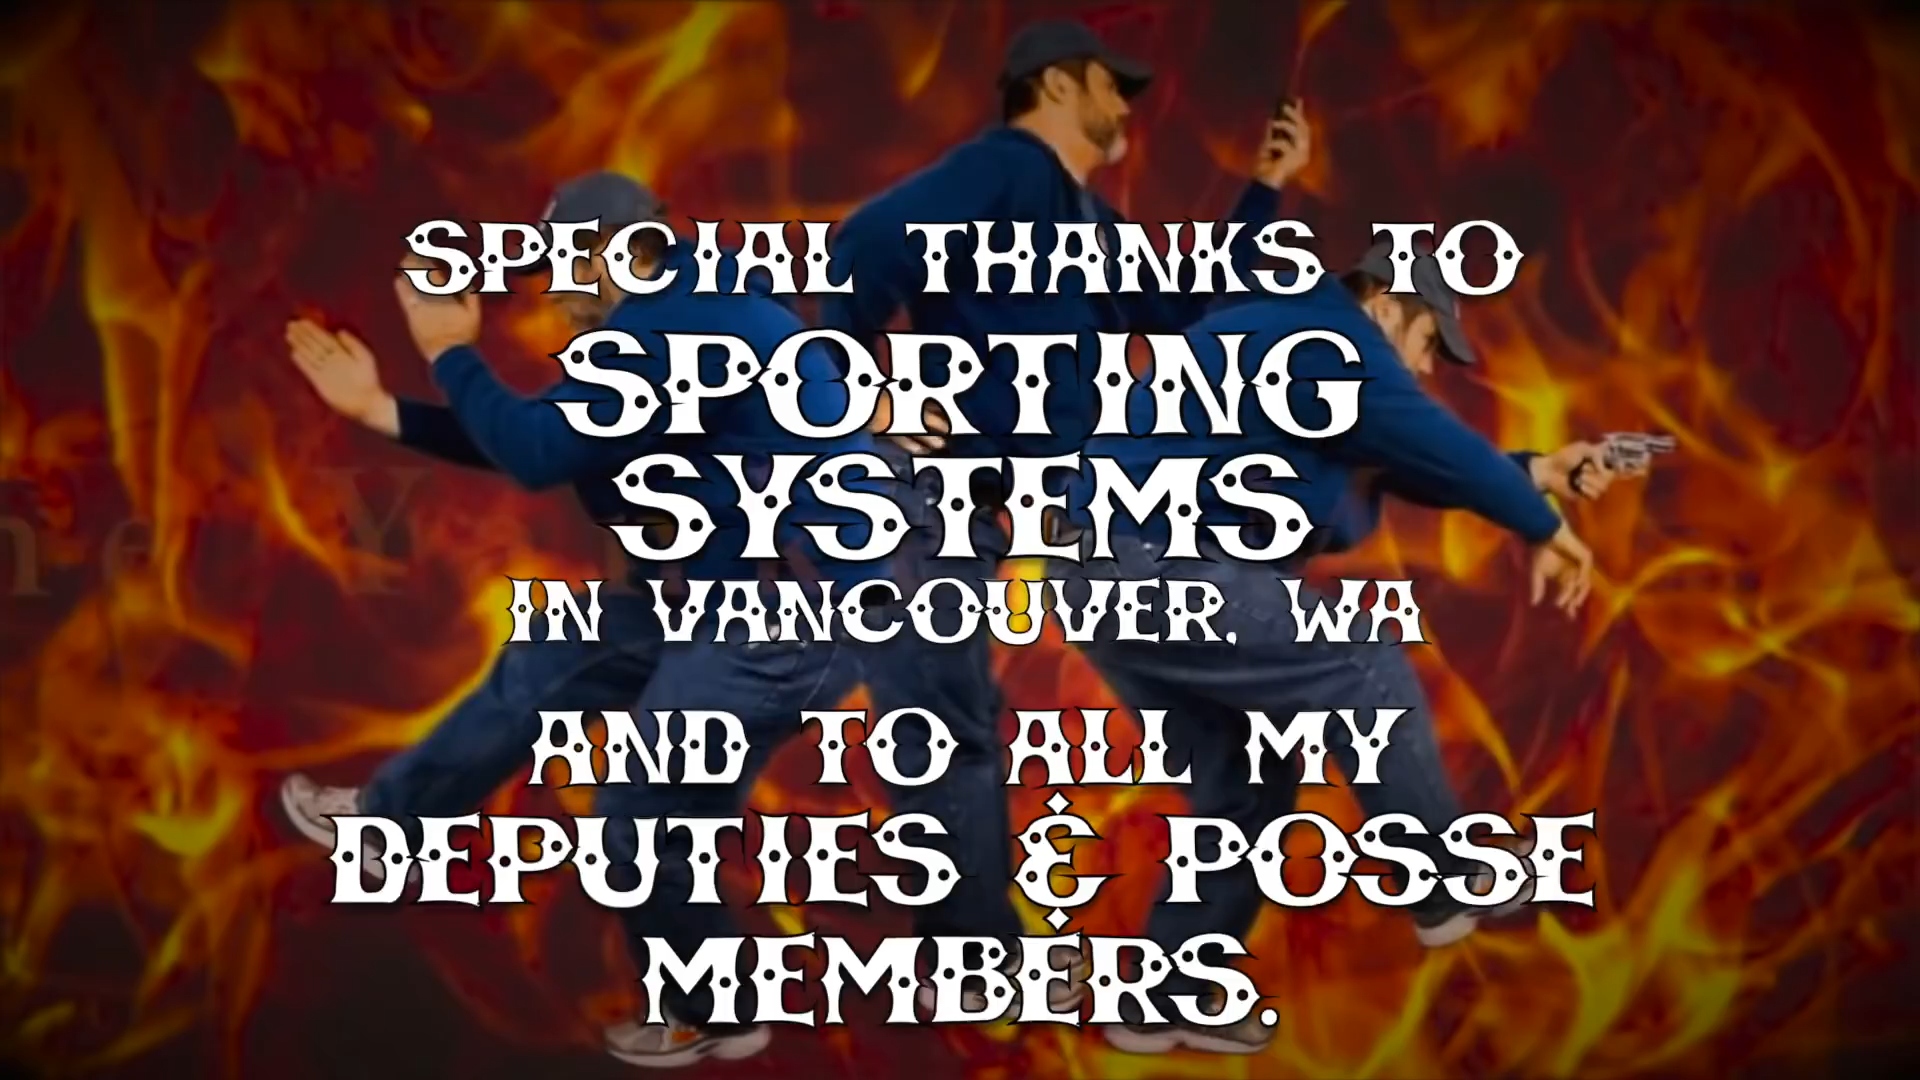 SPECIAL THANKS TO
SPORTING
SYSTEMS
IN VANCOUVER, WA
AND TO ALL MY
DEPUTIES & POSSE
MEMBERS.